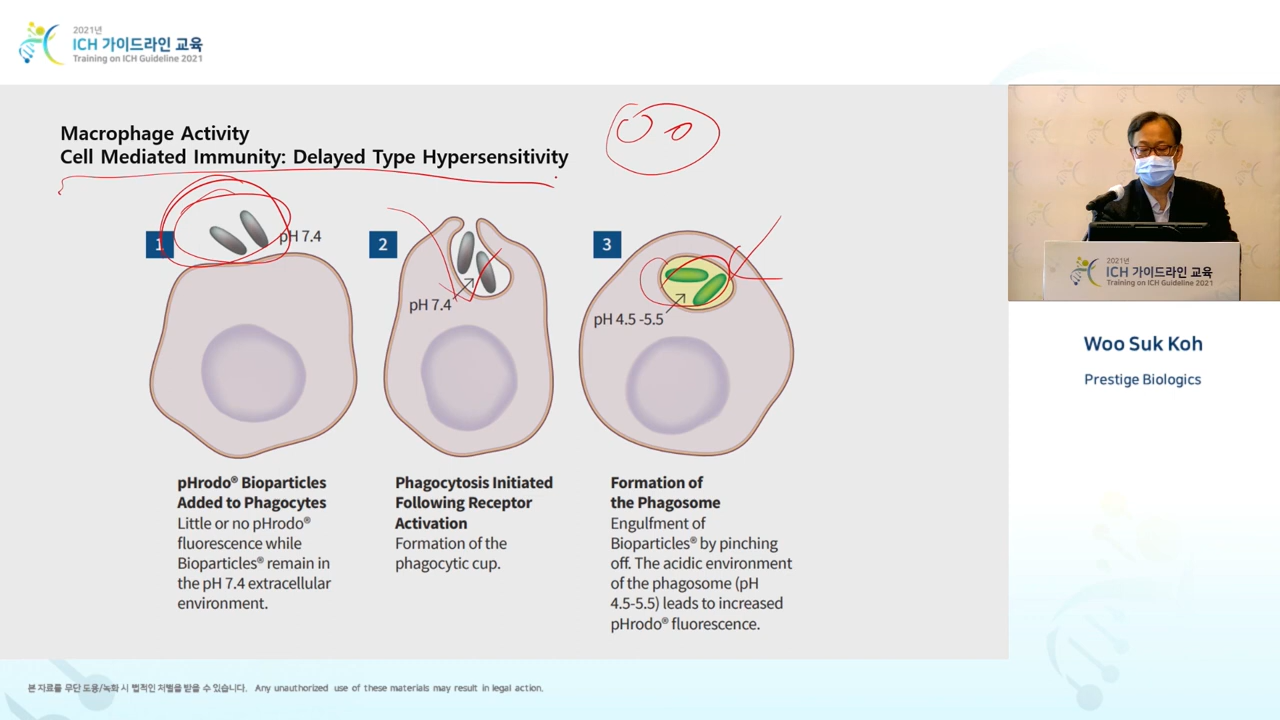 2021년
ICH 가이드라인 교육
Training on ICH Guideline 2021
Macrophage Activity
Cell Mediated Immunity: Delayed Type Hypersensitivity
1
pH 7.4
2
pH 7.4
3
pH 4.5 -5.5
pHrodo® Bioparticles
Added to Phagocytes
Little or no pHrodo®
fluorescence while
Bioparticles® remain in
the pH 7.4 extracellular
environment.
Phagocytosis Initiated
Following Receptor
Activation
Formation of the
phagocytic cup.
Formation of
the Phagosome
Engulfment of
Bioparticles® by pinching
off. The acidic environment
of the phagosome (pH
4.5-5.5) leads to increased
pHrodo® fluorescence.
2021년
ICH 가이드라인 교육
Training on ICH Guideline 2021
Woo Suk Koh
Prestige Biologics
본 자료를 무단 도용/녹화 시 법적인 처벌을 받을 수 있습니다. Any unauthorized use of these materials may result in legal action.